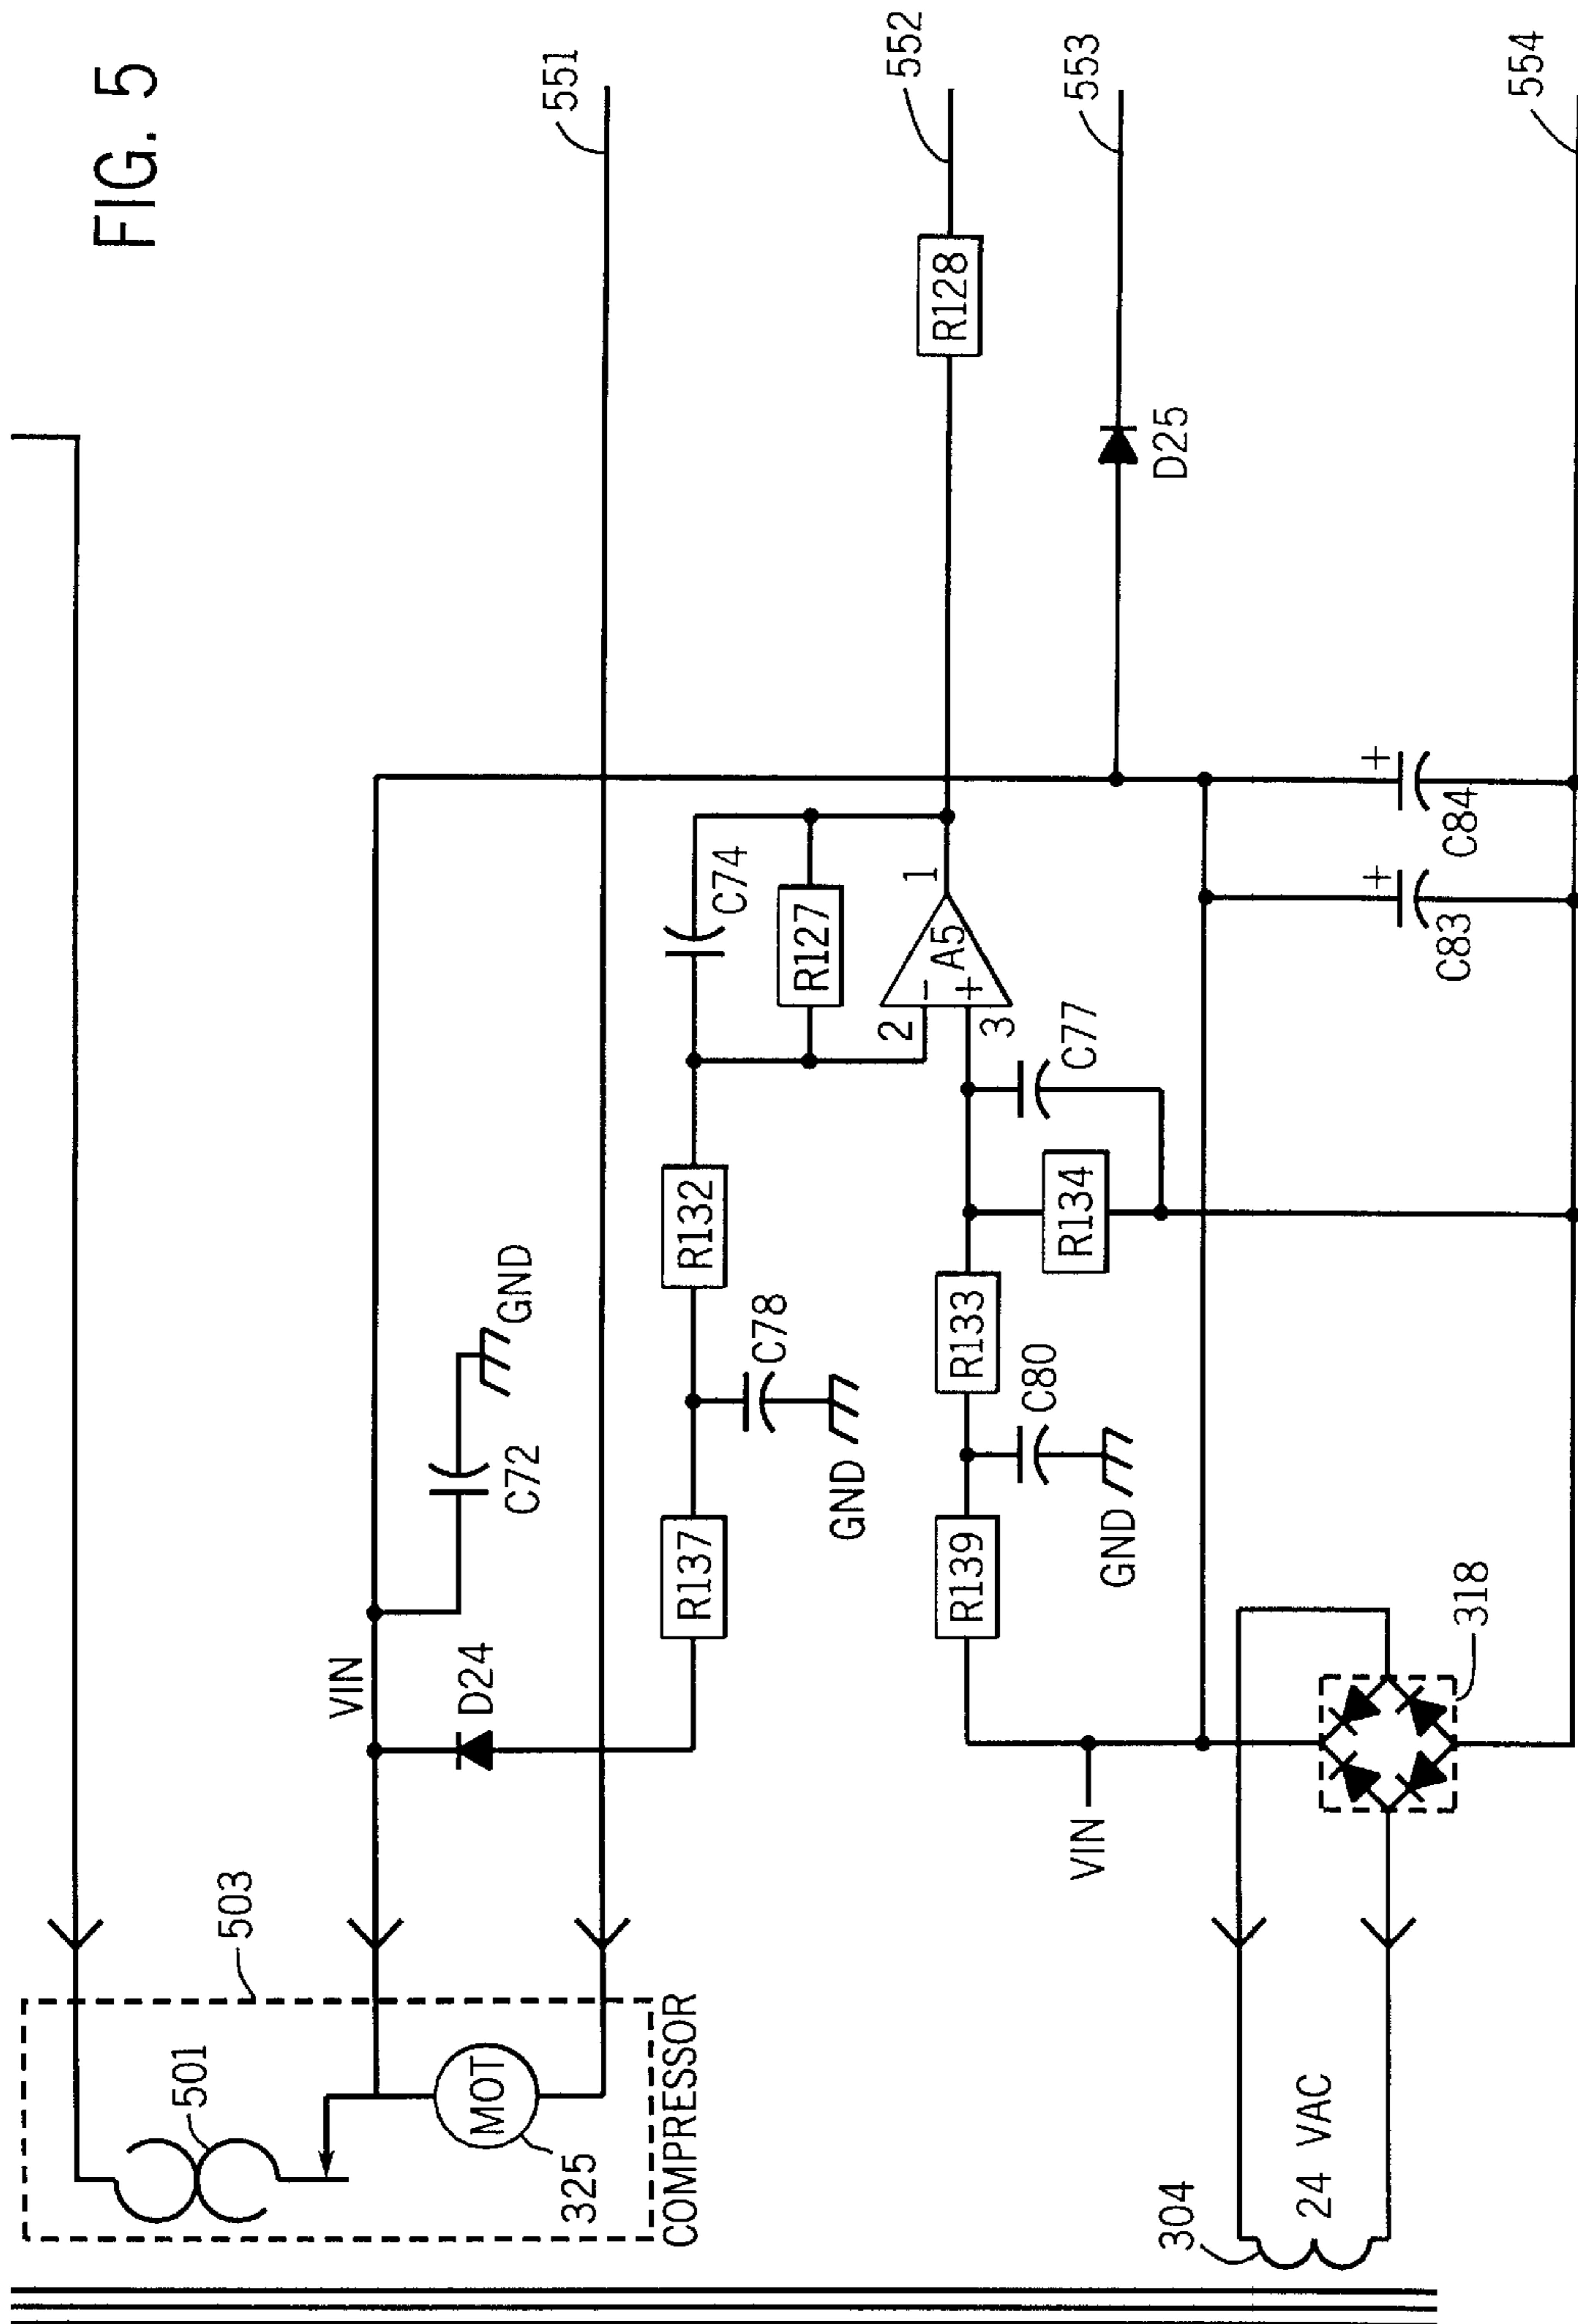 FIG. 5
551
552
553
554
503
501
325
MOT
COMPRESSOR
VIN
D24
C72
GND
R137
C78
GND
R132
C74
R127
2
3
1
−
+
A5
R128
R139
C80
GND
R133
R134
C77
VIN
D25
318
304
24 VAC
+
C83
+
C84